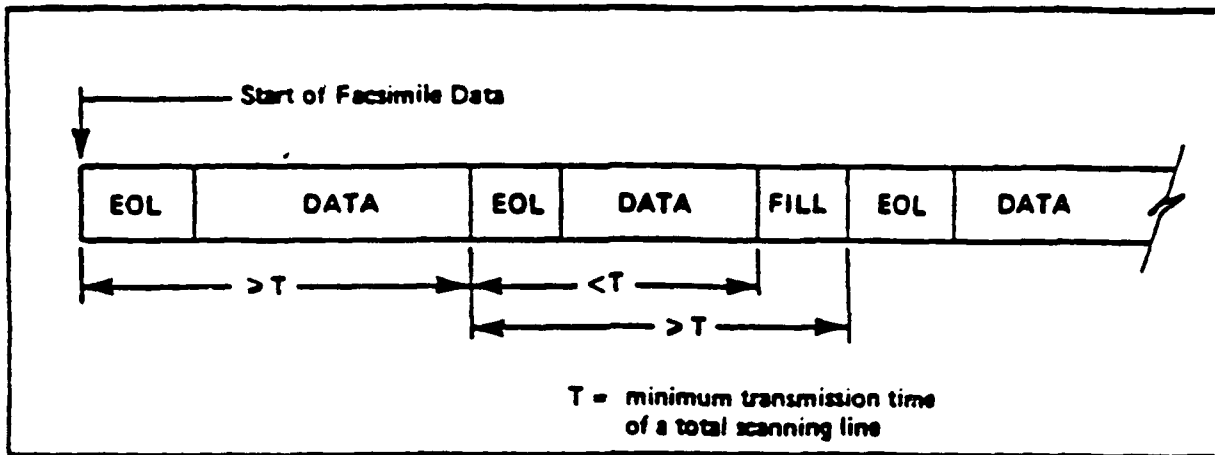 Start of Facsimile Data
EOL DATA EOL DATA FILL EOL DATA
⩾ T <T
⩾ T
T = minimum transmission time
of a total scanning line